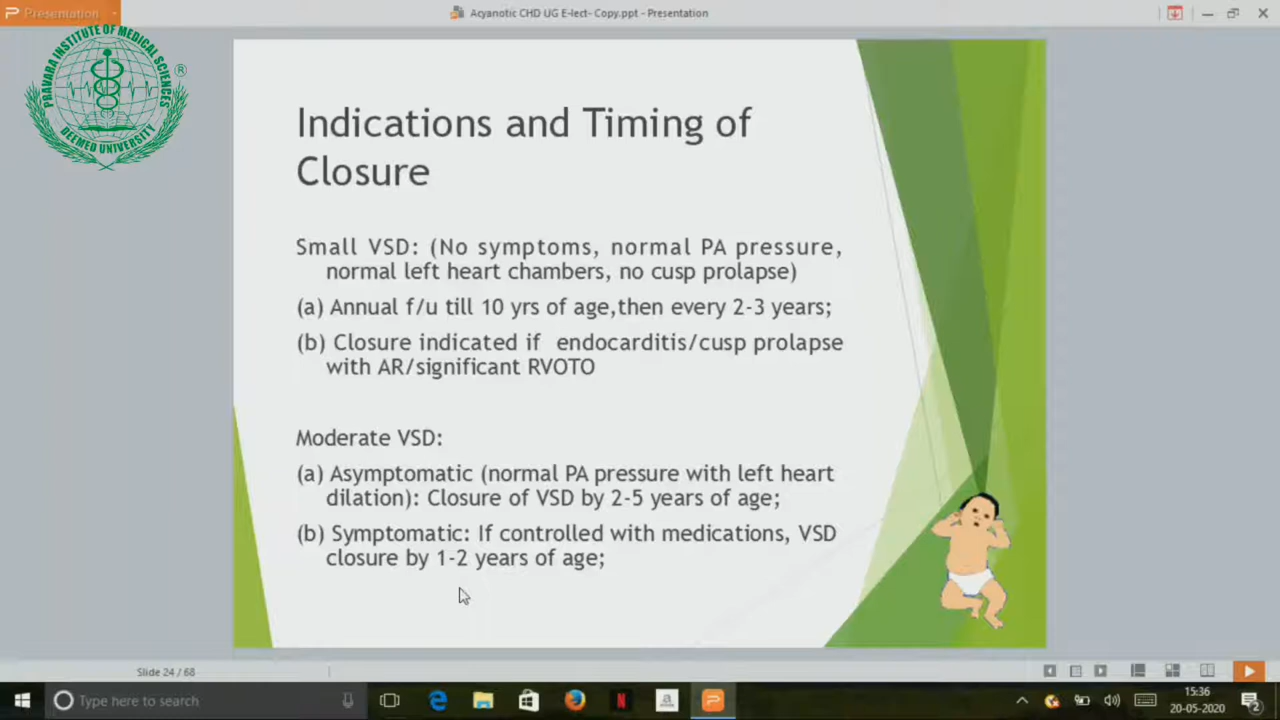 Presentation
Acyanotic CHD UG E-lect- Copy.ppt - Presentation
PRAVARA INSTITUTE OF MEDICAL SCIENCES
®
DEEMED UNIVERSITY
Indications and Timing of
Closure
Small VSD: (No symptoms, normal PA pressure,
normal left heart chambers, no cusp prolapse)
(a) Annual f/u till 10 yrs of age,then every 2-3 years;
(b) Closure indicated if endocarditis/cusp prolapse
with AR/significant RVOTO
Moderate VSD:
(a) Asymptomatic (normal PA pressure with left heart
dilation): Closure of VSD by 2-5 years of age;
(b) Symptomatic: If controlled with medications, VSD
closure by 1-2 years of age;
Slide 24 / 68
Type here to search
15:36
20-05-2020
2